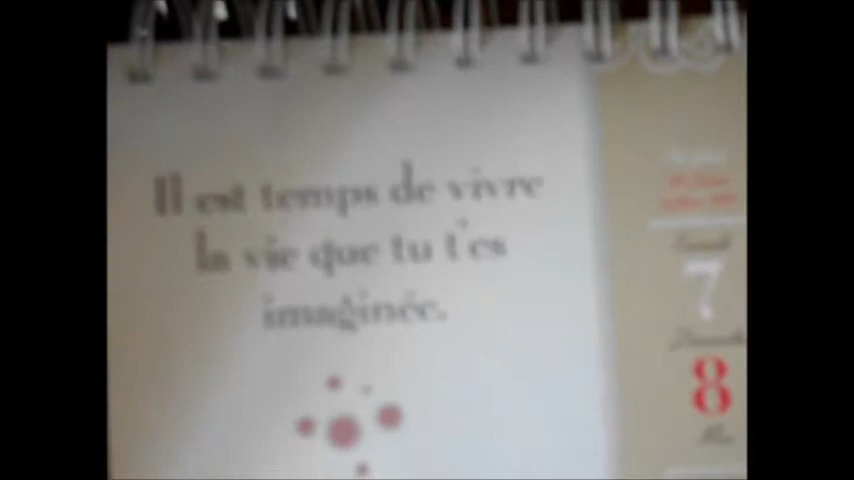 Il est temps de vivre
la vie que tu t'es
imaginée.
7
8